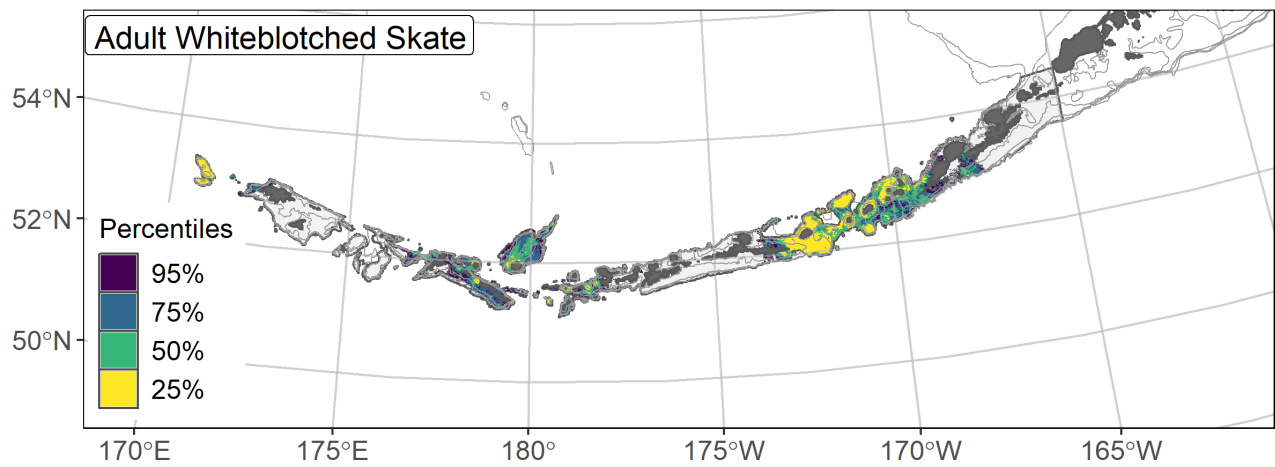 Adult Whiteblotched Skate
54°N
52°N
50°N
Percentiles
95%
75%
50%
25%
170°E
175°E
180°
175°W
170°W
165°W